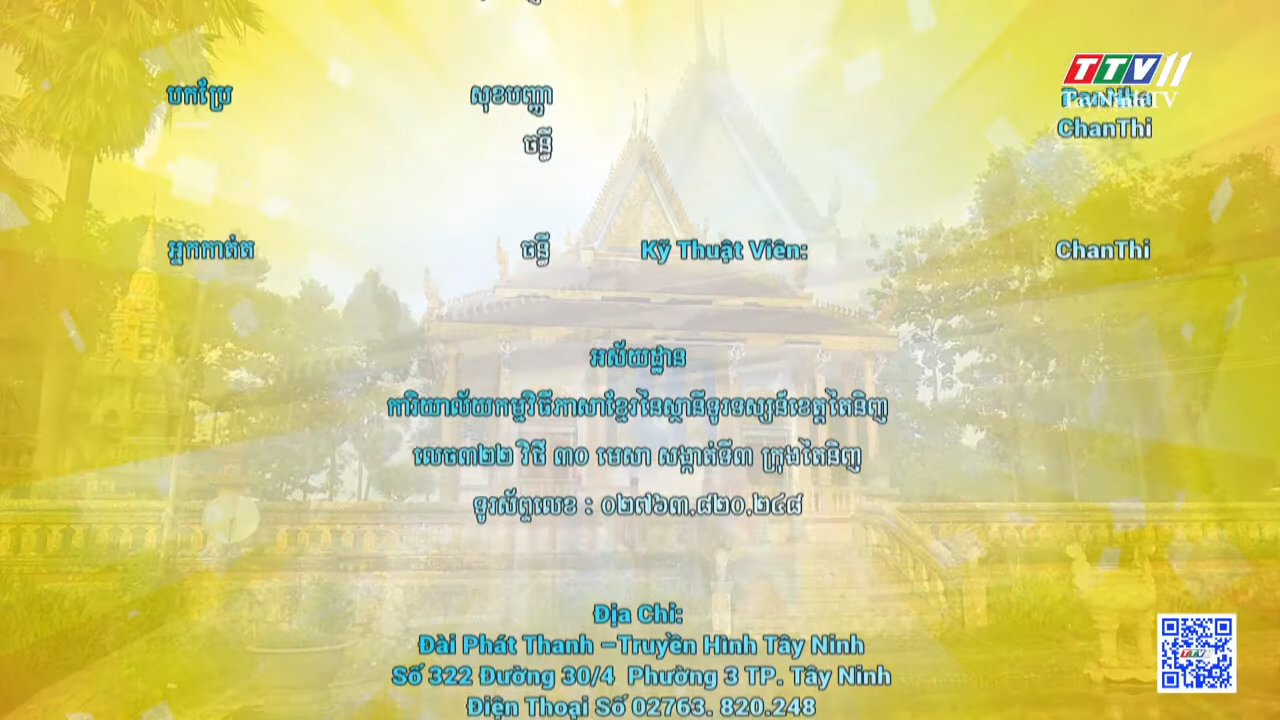 TTV11
TayNinhTV
បកប្រែ សុខបញ្ញា PanNha
ចន្ធី ChanThi
អ្នកកាត់ត ចន្ធី Kỹ Thuật Viên: ChanThi
អស័យដ្ឋាន
ការិយាល័យកម្មវិធីភាសាខ្មែរនៃស្ថានីទូរទស្សន៍ខេត្តតៃនិញ
លេច៣២២ វិថី ៣០ មេសា សង្កាត់ទី៣ ក្រុងតៃនិញ
ទូរស័ព្ទលេខ : ០២៧៦៣,៨២០,២៤៨
Địa Chỉ:
Đài Phát Thanh –Truyền Hình Tây Ninh
Số 322 Đường 30/4 Phường 3 TP. Tây Ninh
Điện Thoại Số 02763. 820.248
TTV